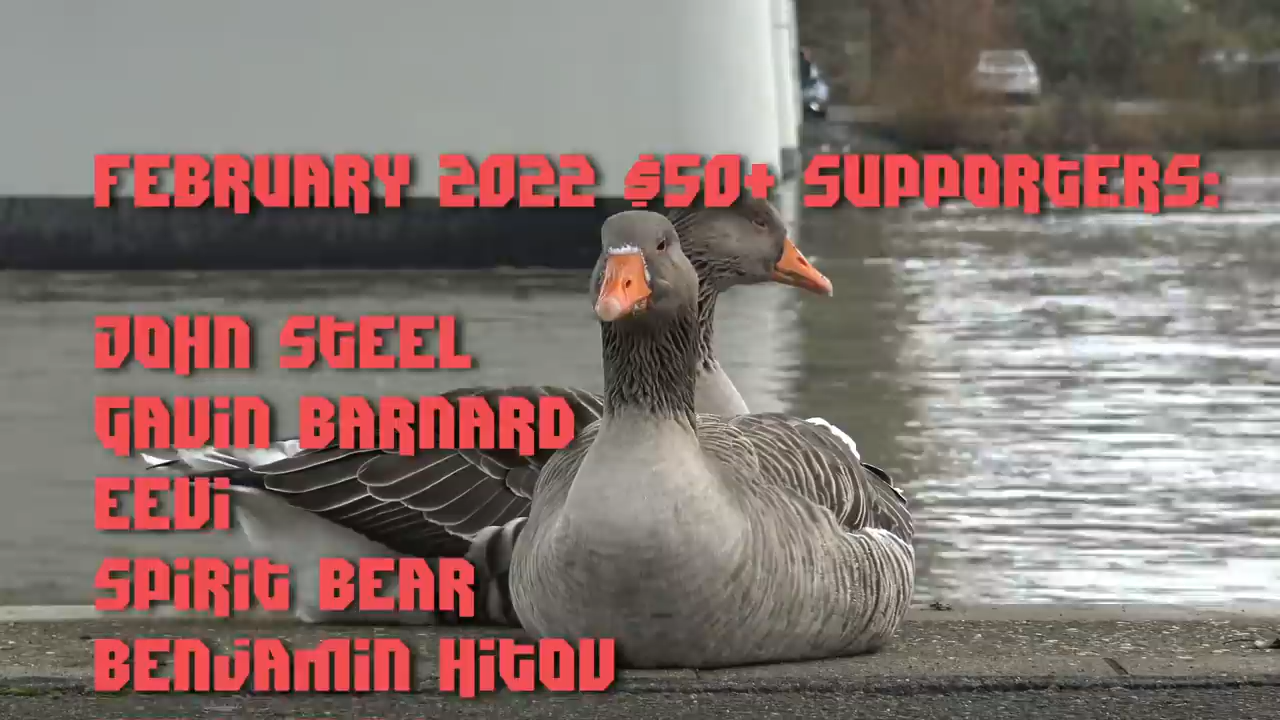 FEBRUARY 2022 $50+ SUPPORTERS:
JOHN STEEL
GAViN BARNARD
EEVi
SPiRit BEAR
BENJAMiN HitOV